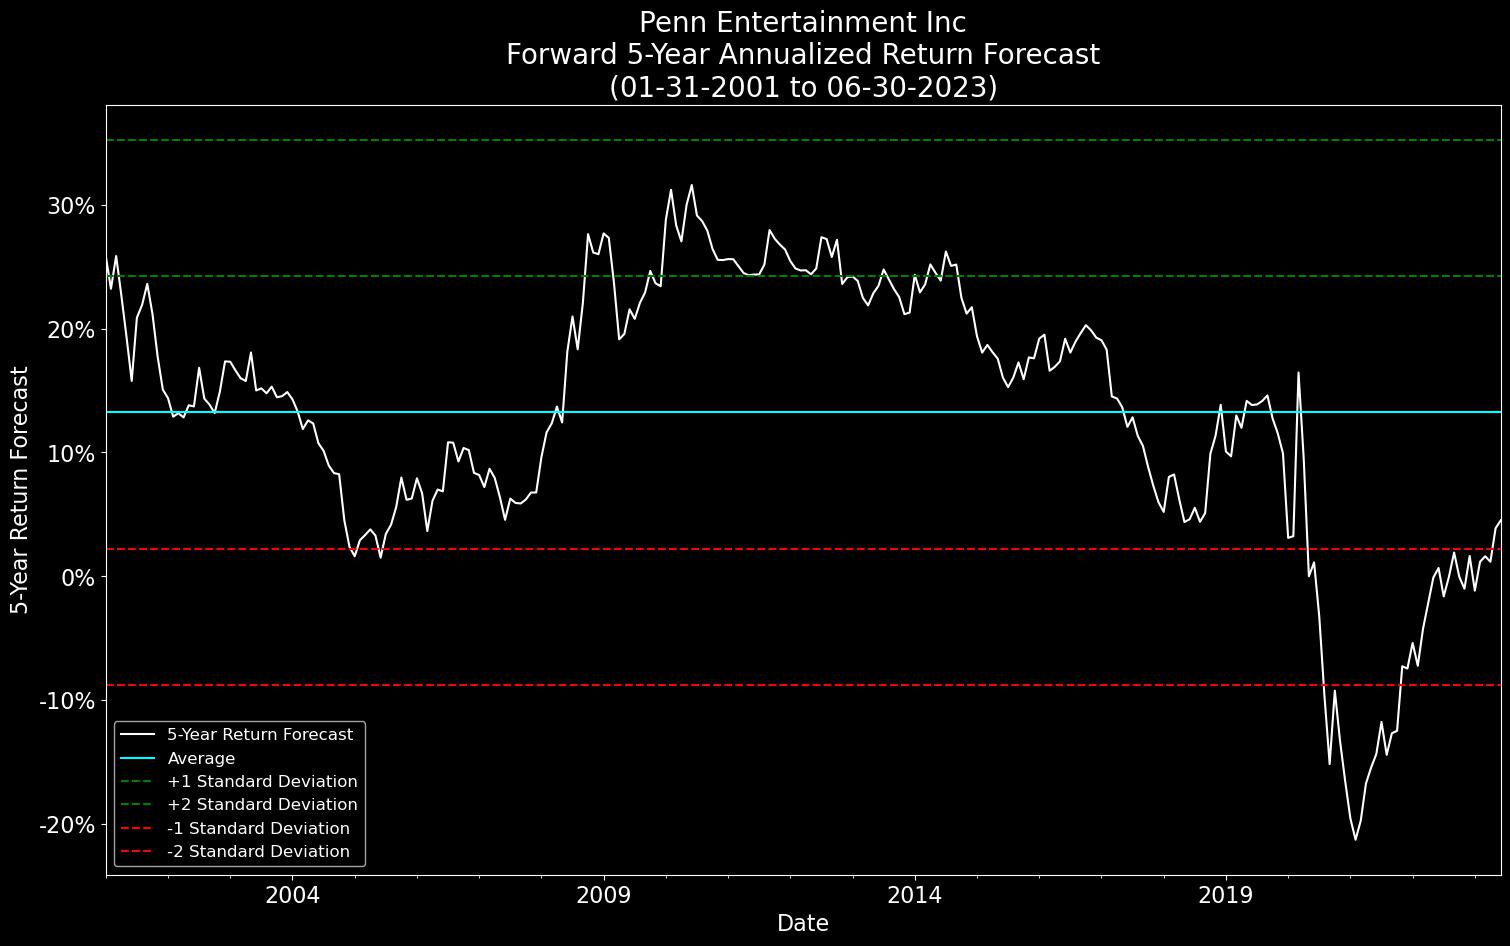 Penn Entertainment Inc
Forward 5-Year Annualized Return Forecast
(01-31-2001 to 06-30-2023)
5-Year Return Forecast
30%
20%
10%
0%
-10%
-20%
5-Year Return Forecast
Average
+1 Standard Deviation
+2 Standard Deviation
-1 Standard Deviation
-2 Standard Deviation
2004
2009
2014
2019
Date